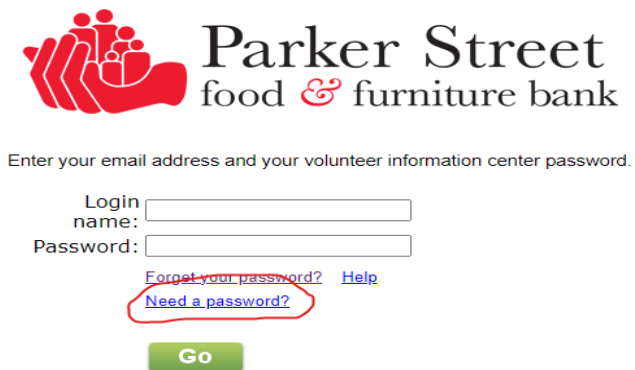 Parker Street
food & furniture bank
Enter your email address and your volunteer information center password.
Login
name:
Password:
Forget your password? Help
Need a password?
Go